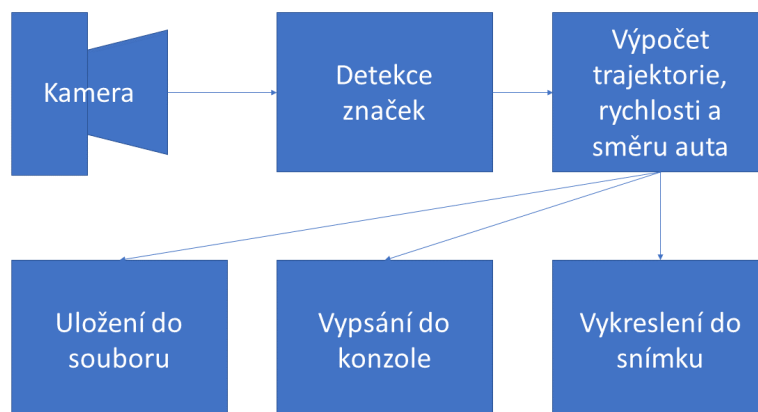 Kamera
Detekce
značek
Výpočet
trajektorie,
rychlosti a
směru auta
Uložení do
souboru
Vypsání do
konzole
Vykreslení do
snímku